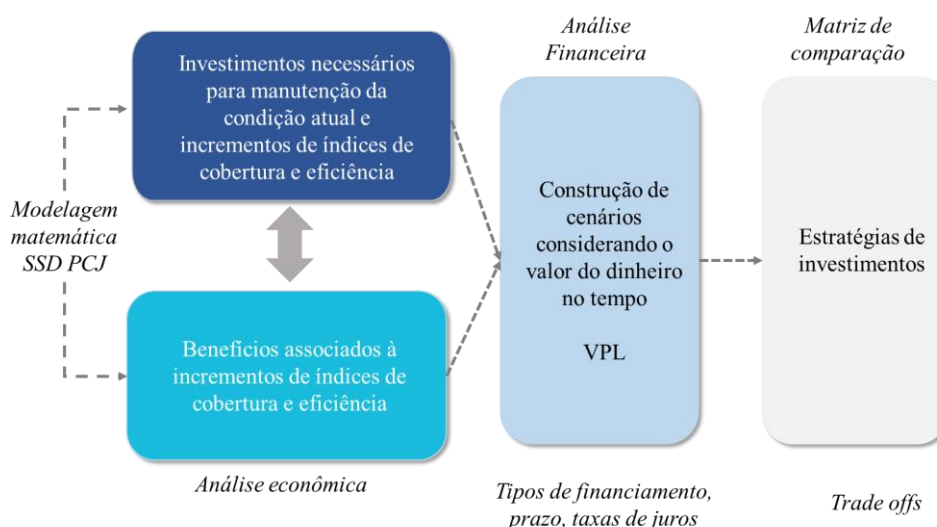 Modelagem
matemática
SSD PCJ
Investimentos necessários
para manutenção da
condição atual e
incrementos de índices de
cobertura e eficiência
Benefícios associados à
incrementos de índices de
cobertura e eficiência
Análise econômica
Análise
Financeira
Construção de
cenários
considerando o
valor do dinheiro
no tempo
VPL
Tipos de financiamento,
prazo, taxas de juros
Matriz de
comparação
Estratégias de
investimentos
Trade offs